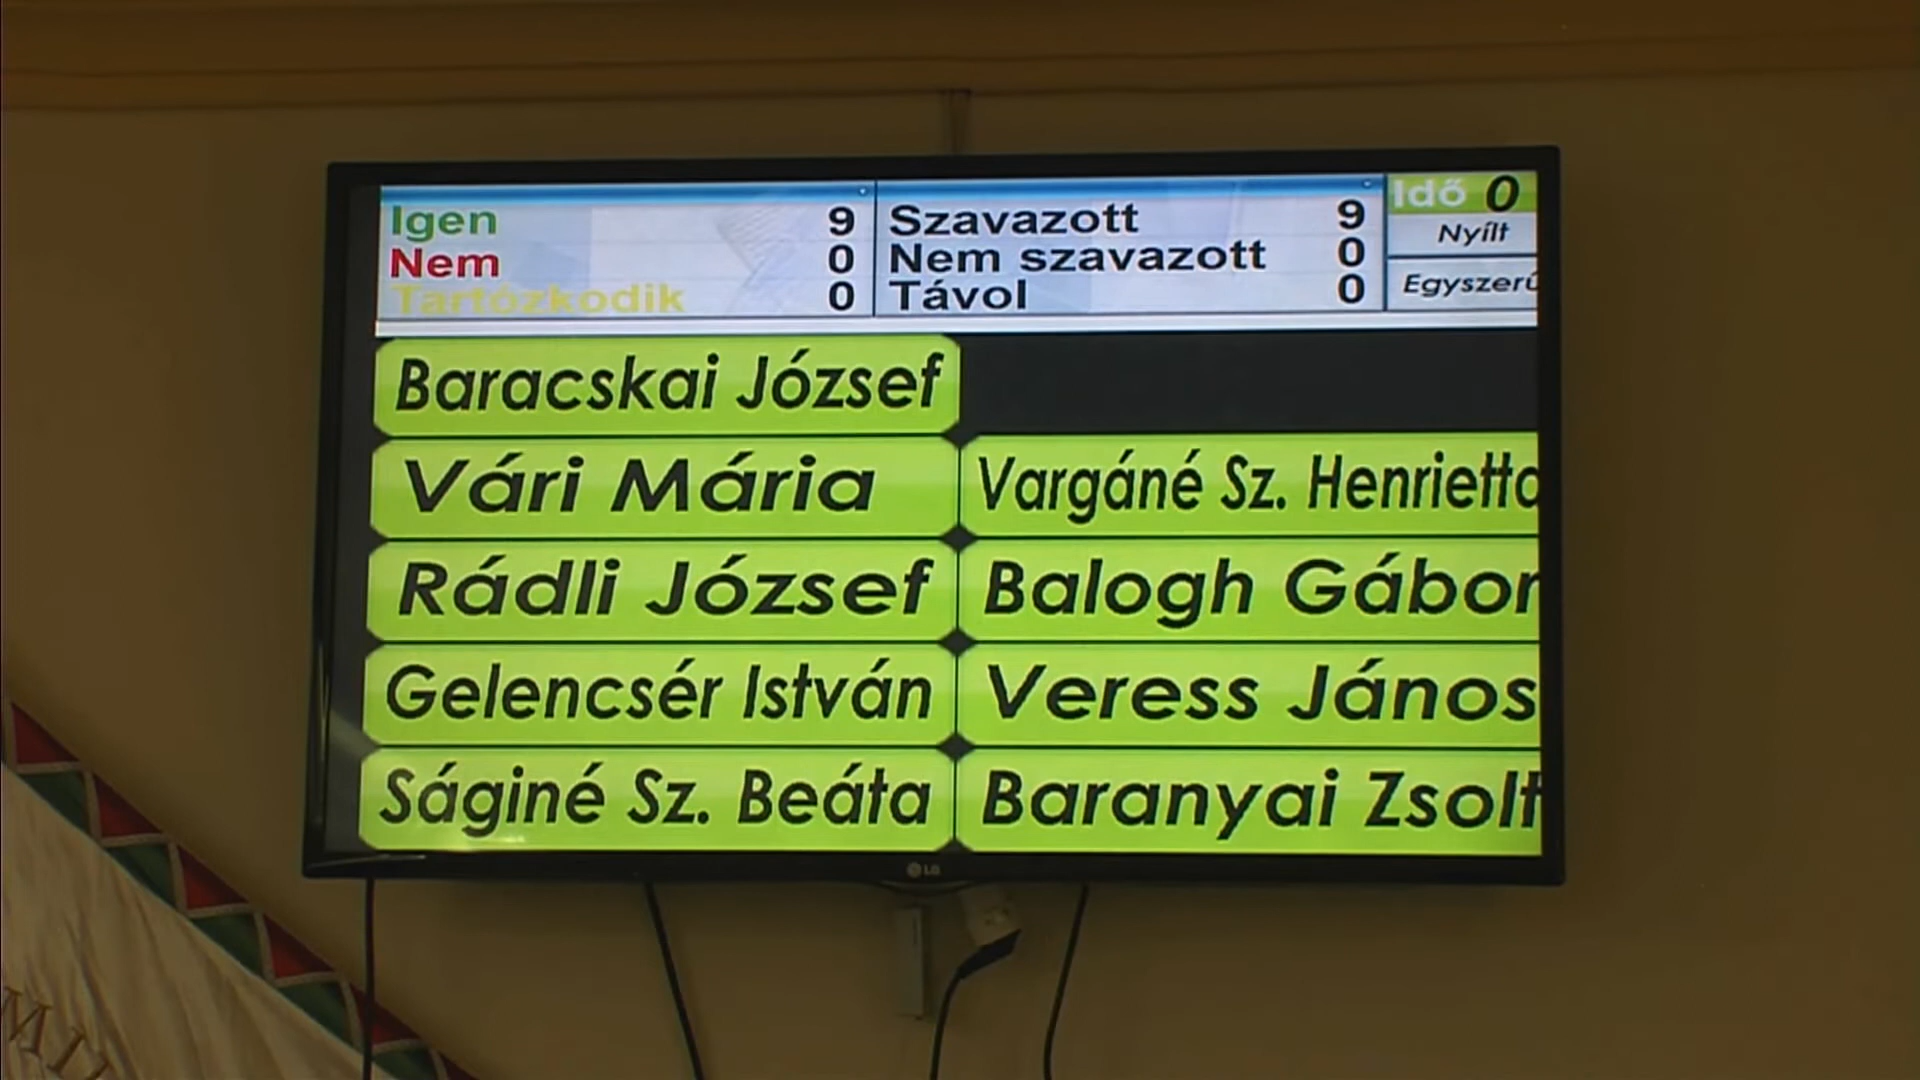 Igen 9 Szavazott 9 Idő 0
Nem 0 Nem szavazott 0 Nyílt
Tartózkodik 0 Távol 0 Egyszerű
Baracskai József
Vári Mária Vargáné Sz. Henrietta
Rádli József Balogh Gábor
Gelencsér István Veress János
Ságiné Sz. Beáta Baranyai Zsolt
LG